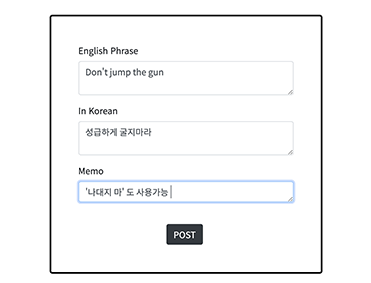 English Phrase
Don't jump the gun
In Korean
성급하게 굴지마라
Memo
'나대지 마' 도 사용가능
POST